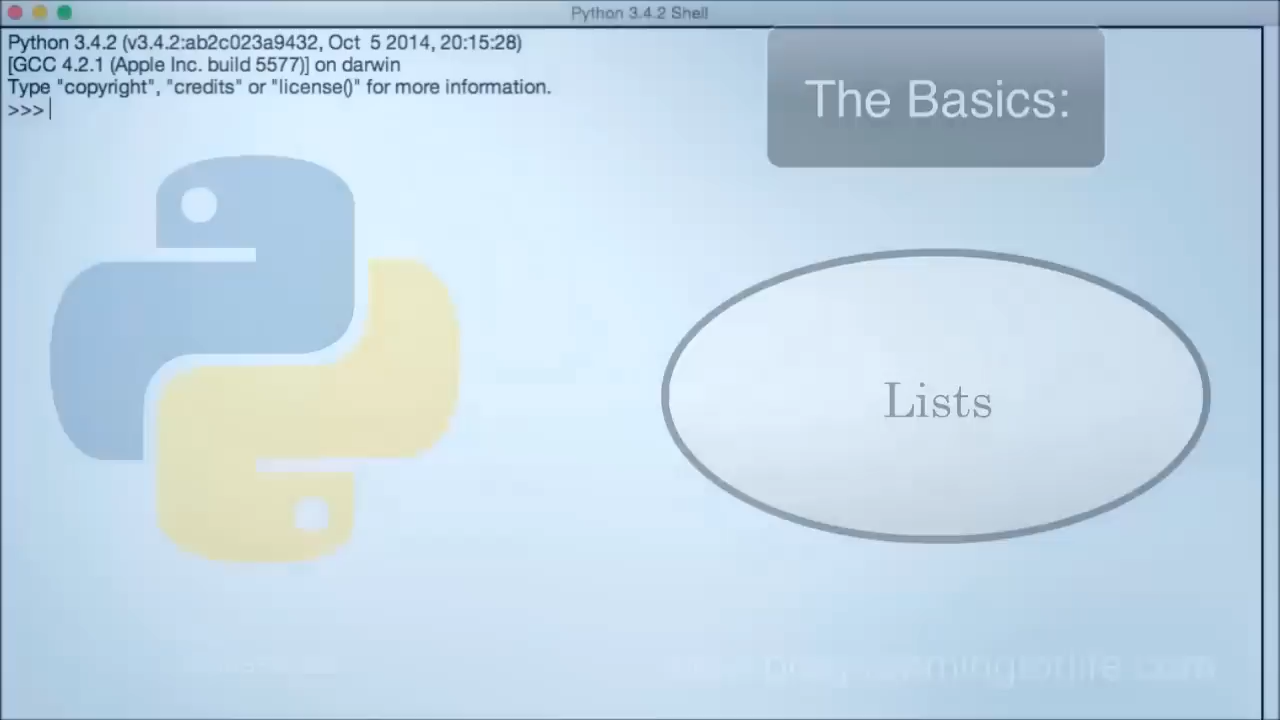 Python 3.4.2 Shell
Python 3.4.2 (v3.4.2:ab2c023a9432, Oct  5 2014, 20:15:28)
[GCC 4.2.1 (Apple Inc. build 5577)] on darwin
Type "copyright", "credits" or "license()" for more information.
>>>
The Basics:
Lists
programmingforlife.com